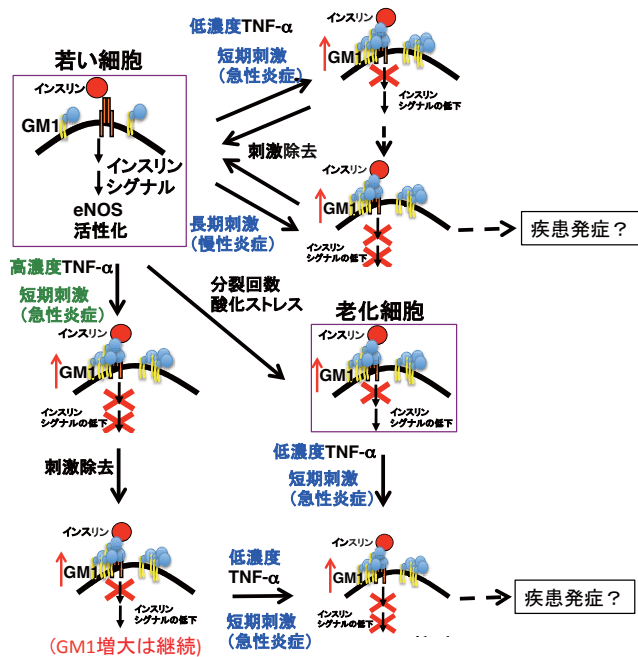 低濃度TNF-α
短期刺激
(急性炎症)
インスリン
GM1
インスリン
シグナルの低下
若い細胞
インスリン
GM1
インスリン
シグナル
eNOS
活性化
刺激除去
長期刺激
(慢性炎症)
インスリン
GM1
インスリン
シグナルの低下
疾患発症?
高濃度TNF-α
短期刺激
(急性炎症)
分裂回数
酸化ストレス
インスリン
GM1
インスリン
シグナルの低下
老化細胞
インスリン
GM1
インスリン
シグナルの低下
刺激除去
低濃度TNF-α
短期刺激
(急性炎症)
インスリン
GM1
インスリン
シグナルの低下
(GM1増大は継続)
低濃度
TNF-α
短期刺激
(急性炎症)
インスリン
GM1
インスリン
シグナルの低下
疾患発症?